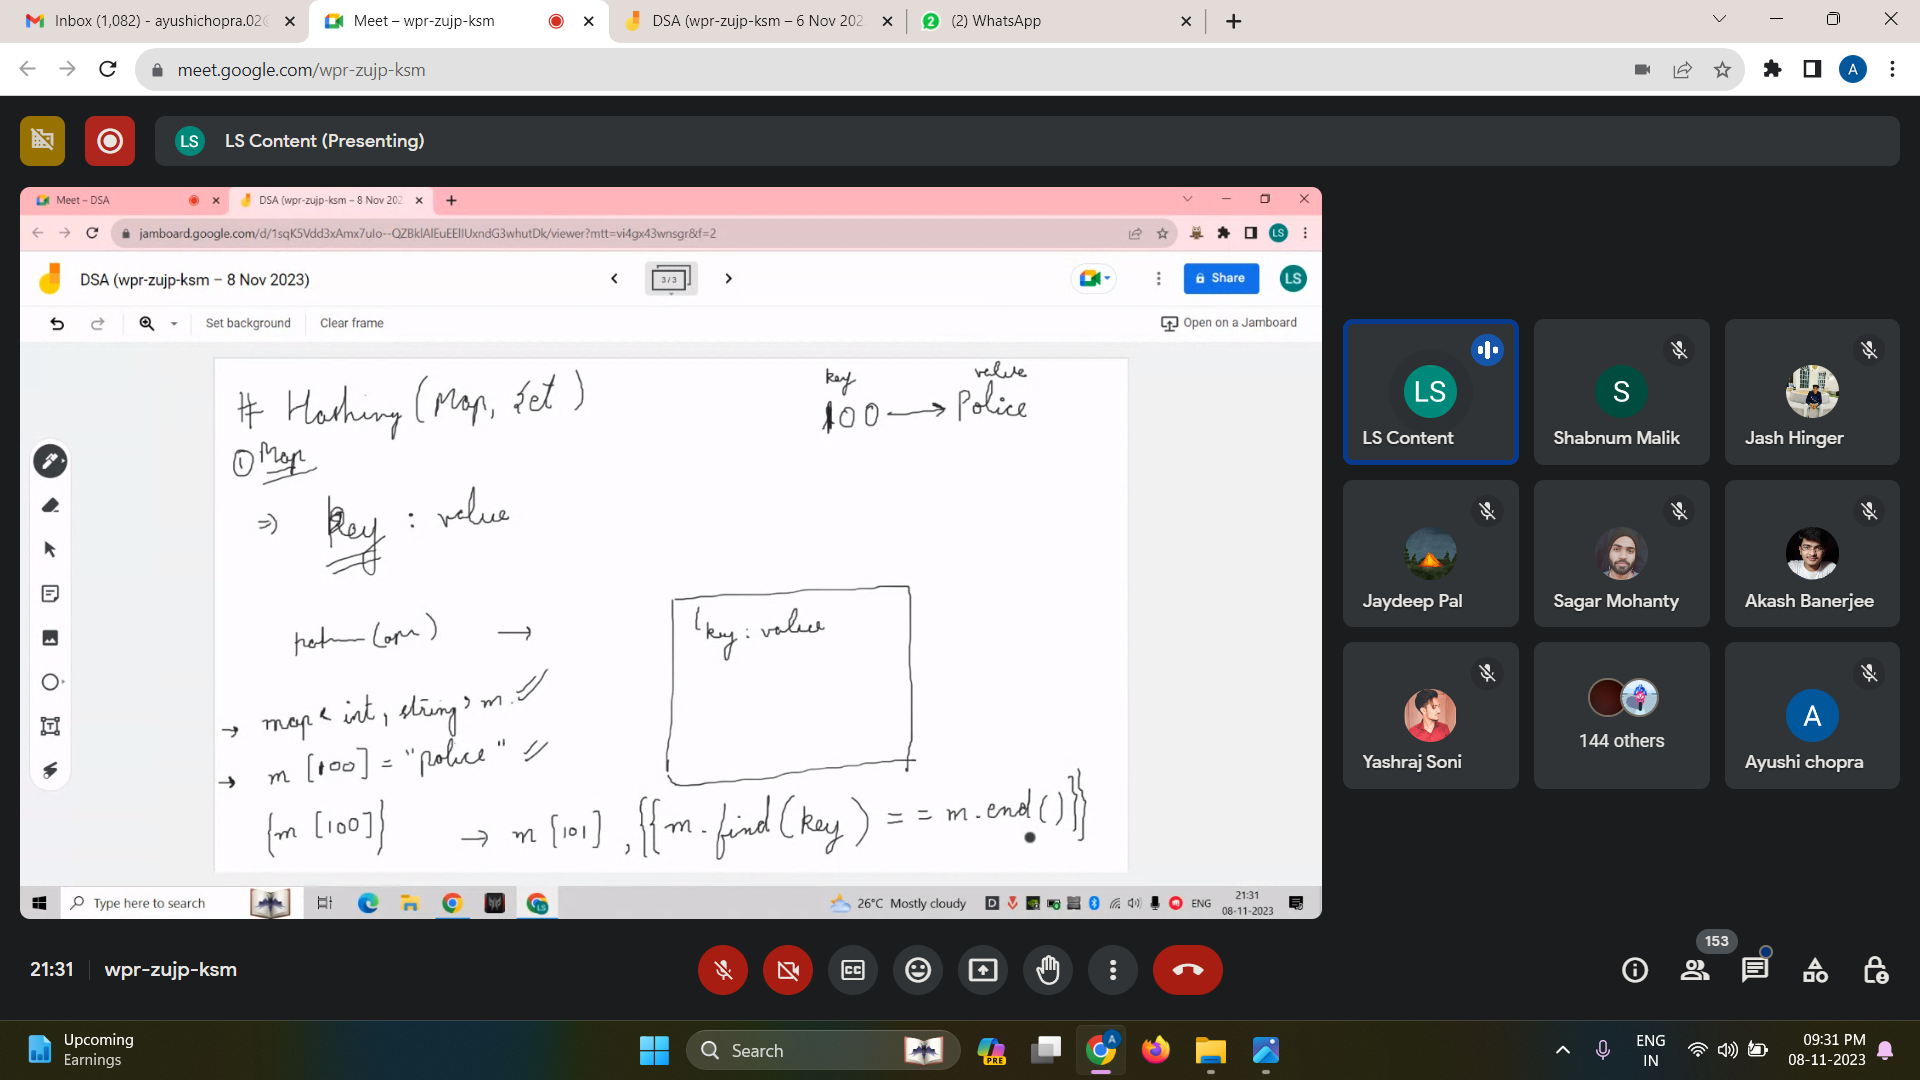 Inbox (1,082) - ayushichopra.02@
Meet – wpr-zujp-ksm
DSA (wpr-zujp-ksm – 6 Nov 202
(2) WhatsApp
meet.google.com/wpr-zujp-ksm
A
LS
LS Content (Presenting)
Meet – DSA
DSA (wpr-zujp-ksm – 8 Nov 202
jamboard.google.com/d/1sqK5Vdd3xAmx7ulo--QZBklAlEuEEllUxndG3whutDk/viewer?mtt=vi4gx43wnsgr&f=2
LS
DSA (wpr-zujp-ksm – 8 Nov 2023)
3/3
Share
LS
Set background
Clear frame
Open on a Jamboard
# Hashing (Map, Set)
key value
100 → Police
① Map
⇒ key : value
key : value
→ map < int, string > m.
→ m [100] = "police"
{m [100]} → m [101] , {{m.find(key) == m.end()}}
Type here to search
26°C Mostly cloudy
ENG
21:31
08-11-2023
LS
LS Content
S
Shabnum Malik
Jash Hinger
Jaydeep Pal
Sagar Mohanty
Akash Banerjee
Yashraj Soni
144 others
A
Ayushi chopra
21:31
wpr-zujp-ksm
153
Upcoming
Earnings
Search
PRE
A
ENG
IN
09:31 PM
08-11-2023